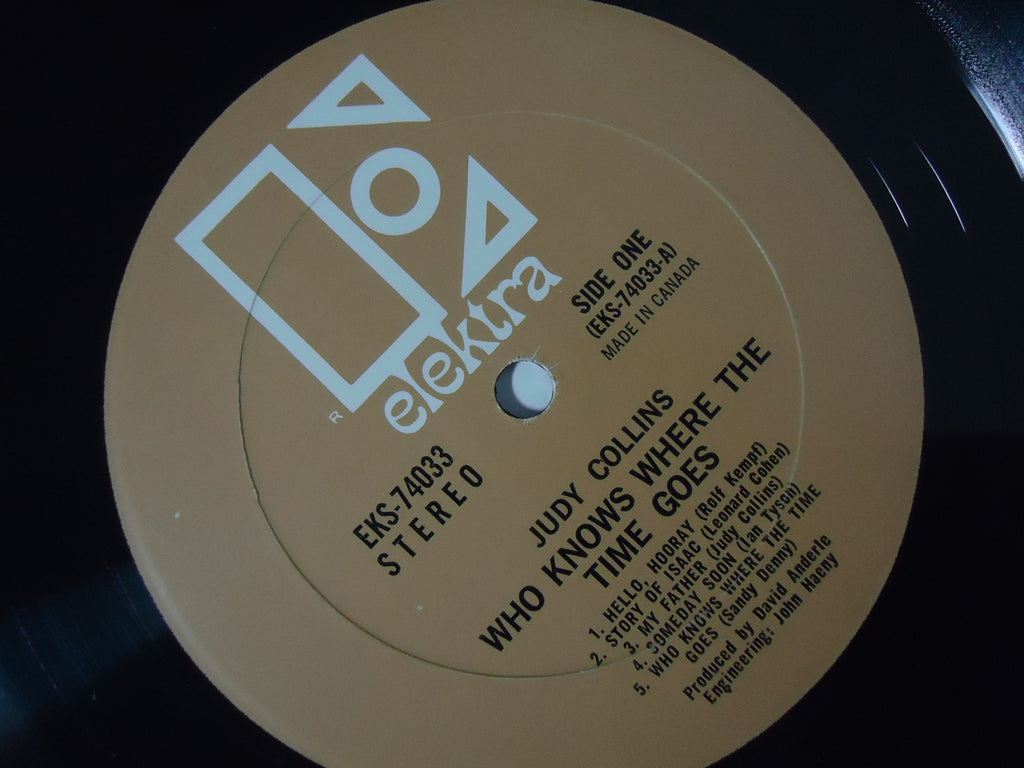 elektra
R
SIDE ONE
(EKS-74033-A)
MADE IN CANADA
EKS-74033
STEREO
JUDY COLLINS
WHO KNOWS WHERE THE
TIME GOES
1. HELLO, HOORAY (Rolf Kempf)
2. STORY OF ISAAC (Leonard Cohen)
3. MY FATHER (Judy Collins)
4. SOMEDAY SOON (Ian Tyson)
5. WHO KNOWS WHERE THE TIME
GOES (Sandy Denny)
Produced by David Anderle
Engineering: John Haeny